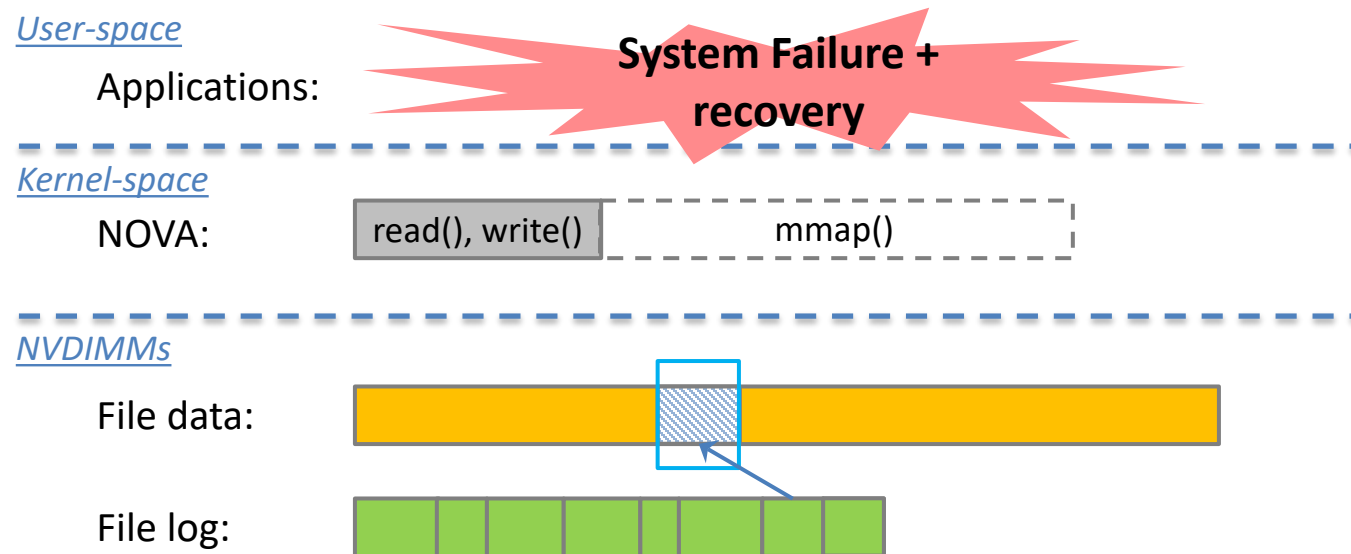 User-space
System Failure +
Applications:
recovery
Kernel-space
NOVA:
read(), write()
mmap()
NVDIMMs
File data:
File log: